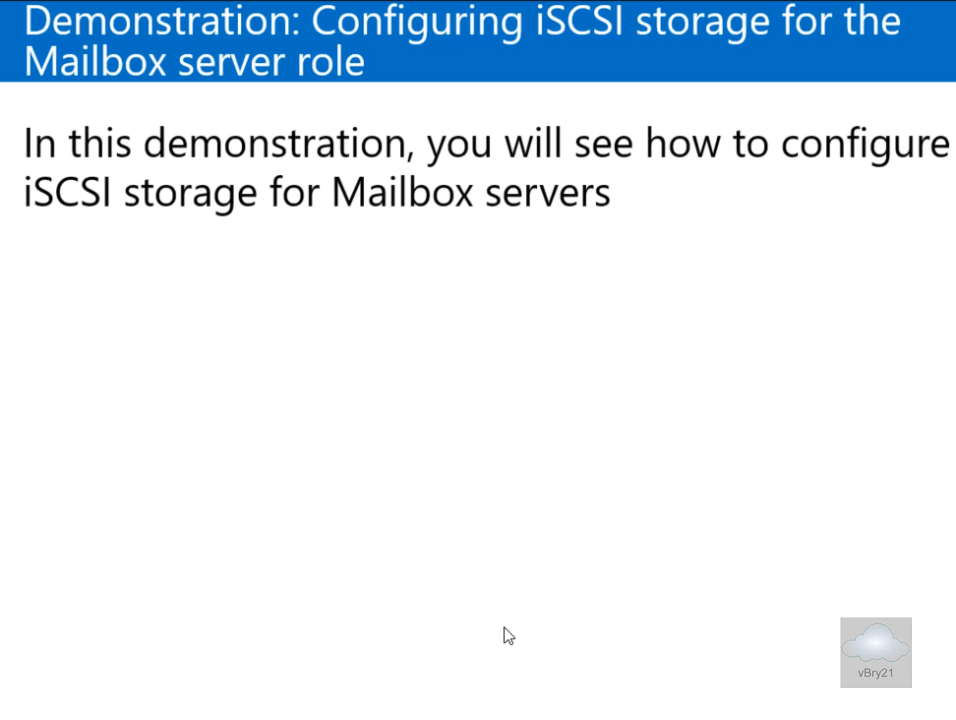 Demonstration: Configuring iSCSI storage for the
Mailbox server role
In this demonstration, you will see how to configure
iSCSI storage for Mailbox servers
vBry21